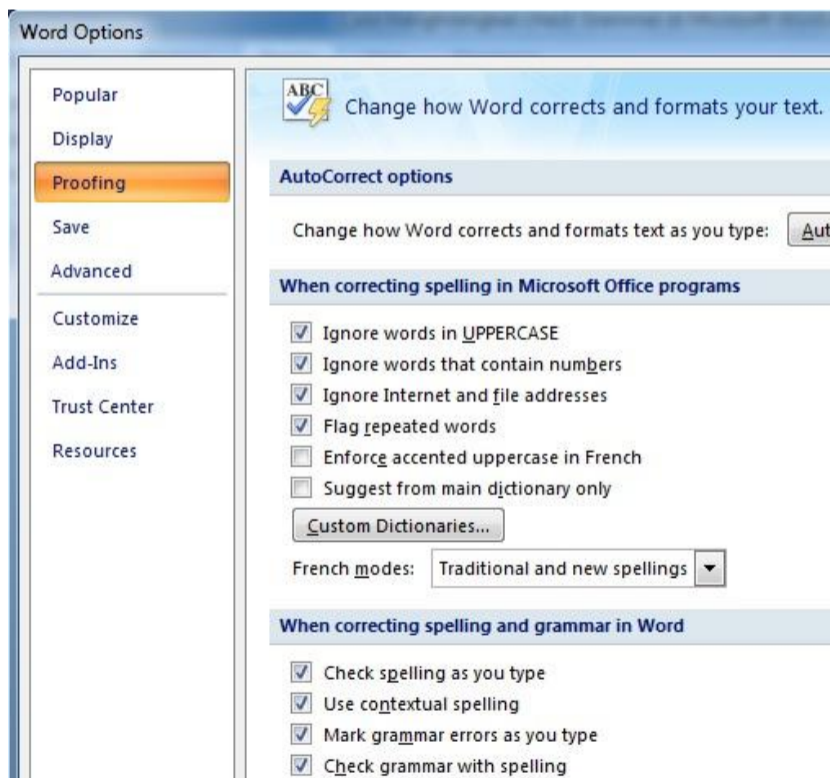 Word Options
Popular
Display
Proofing
Save
Advanced
Customize
Add-Ins
Trust Center
Resources
ABC
Change how Word corrects and formats your text.
AutoCorrect options
Change how Word corrects and formats text as you type: Aut
When correcting spelling in Microsoft Office programs
Ignore words in UPPERCASE
Ignore words that contain numbers
Ignore Internet and file addresses
Flag repeated words
Enforce accented uppercase in French
Suggest from main dictionary only
Custom Dictionaries...
French modes: Traditional and new spellings
When correcting spelling and grammar in Word
Check spelling as you type
Use contextual spelling
Mark grammar errors as you type
Check grammar with spelling